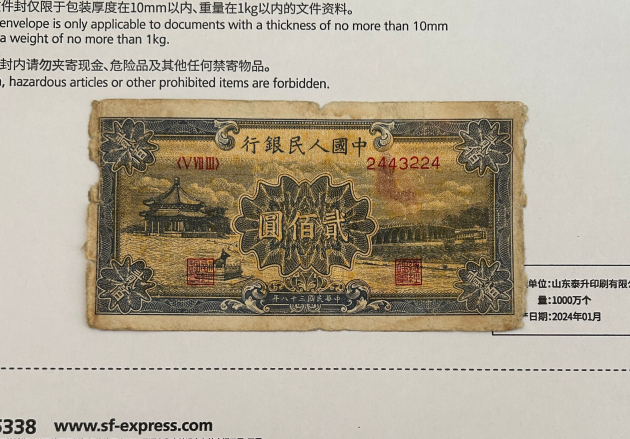 件封仅限于包装厚度在10mm以内、重量在1kg以内的文件资料。
envelope is only applicable to documents with a thickness of no more than 10mm
a weight of no more than 1kg.
封内请勿夹寄现金、危险品及其他任何禁寄物品。
, hazardous articles or other prohibited items are forbidden.
行銀民人國中
〈V VIII III〉 2443224
圓佰貳
年八十三國民華中
单位:山东泰升印刷有限公
量:1000万个
日期:2024年01月
5338 www.sf-express.com